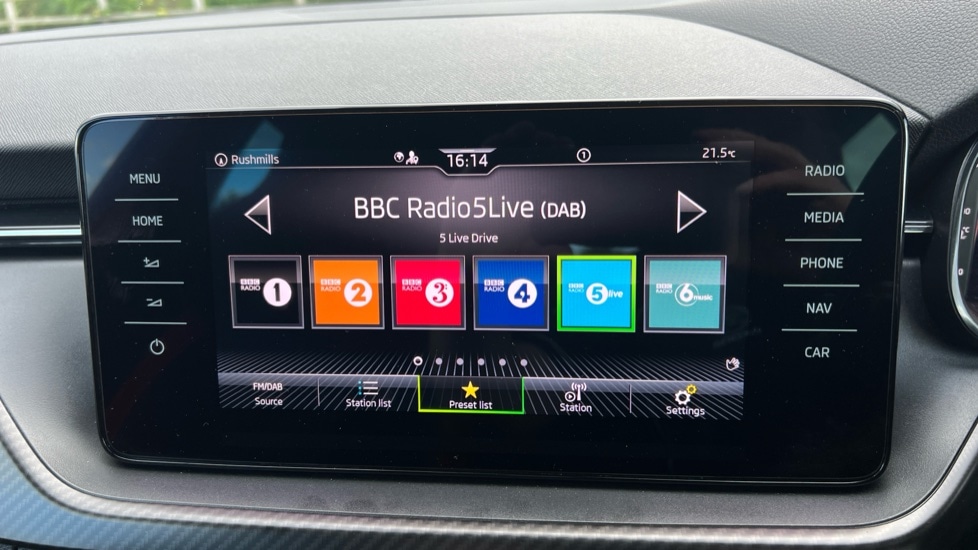 Rushmills
16:14
1
21.5°C
BBC Radio5Live (DAB)
5 Live Drive
BBC RADIO 1
BBC RADIO 2
BBC RADIO 3
BBC RADIO 4
BBC RADIO 5 live
BBC RADIO 6 music
FM/DAB
Source
Station list
Preset list
Station
Settings
MENU
HOME
RADIO
MEDIA
PHONE
NAV
CAR